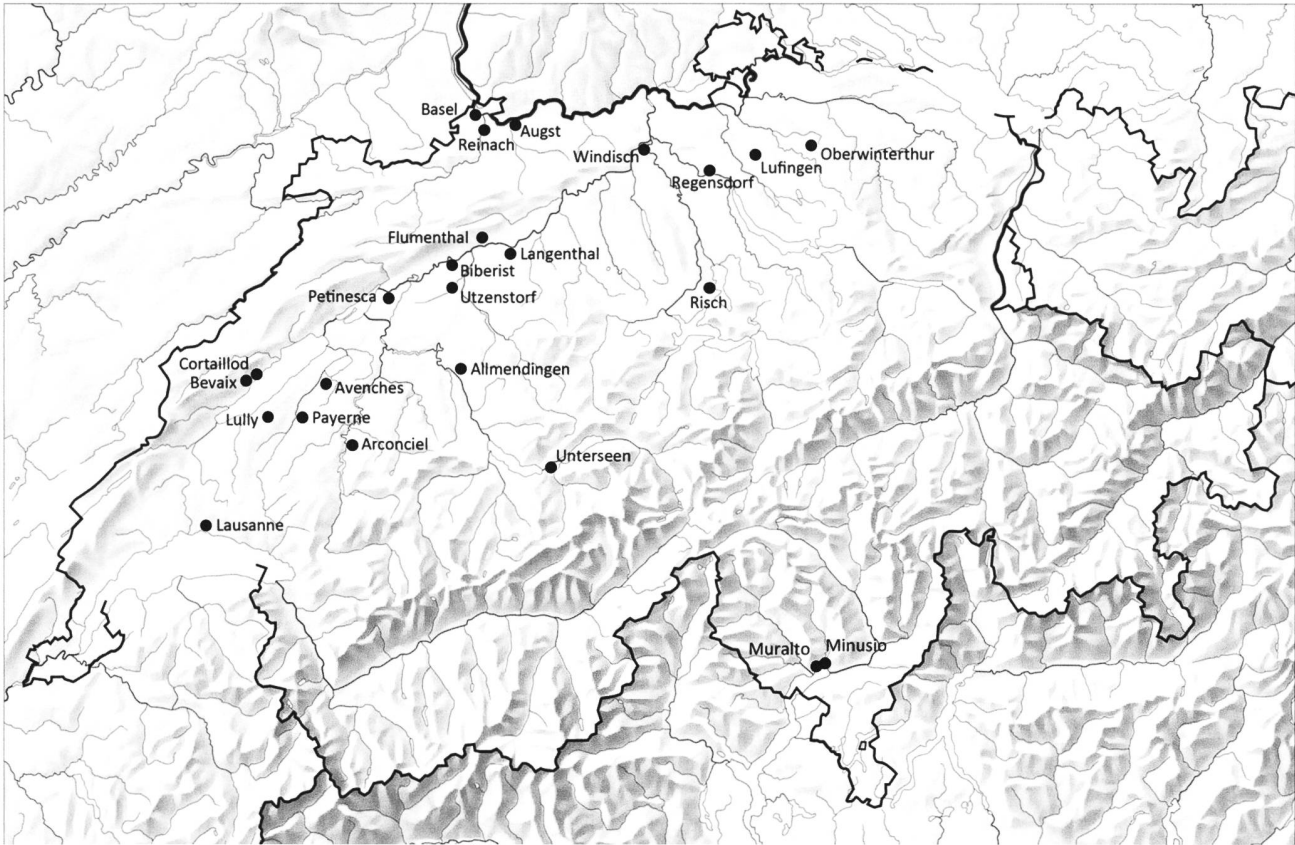 Basel
Reinach
Augst
Windisch
Regensdorf
Lufingen
Oberwinterthur
Flumenthal
Langenthal
Biberist
Utzenstorf
Petinesca
Risch
Cortaillod
Bevaix
Allmendingen
Avenches
Lully
Payerne
Arconciel
Unterseen
Lausanne
Muralto
Minusio